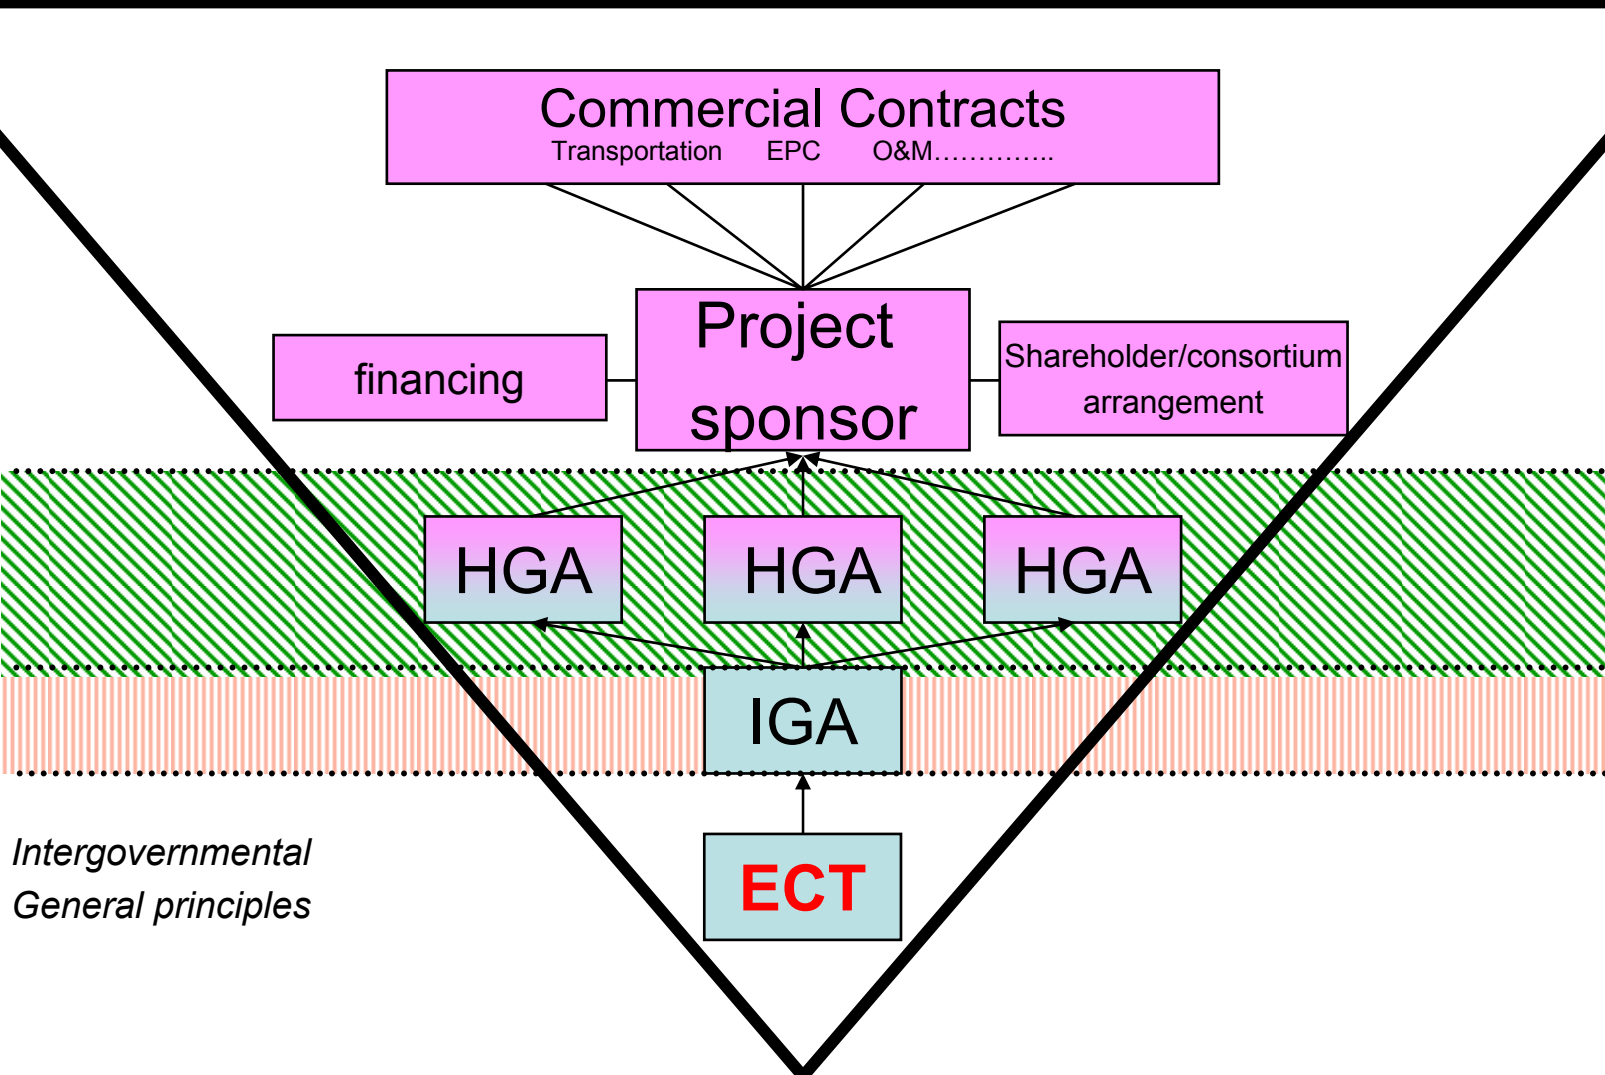 Commercial Contracts
Transportation EPC O&M…………..
Project
sponsor
financing
Shareholder/consortium
arrangement
HGA HGA HGA
IGA
ECT
Intergovernmental
General principles